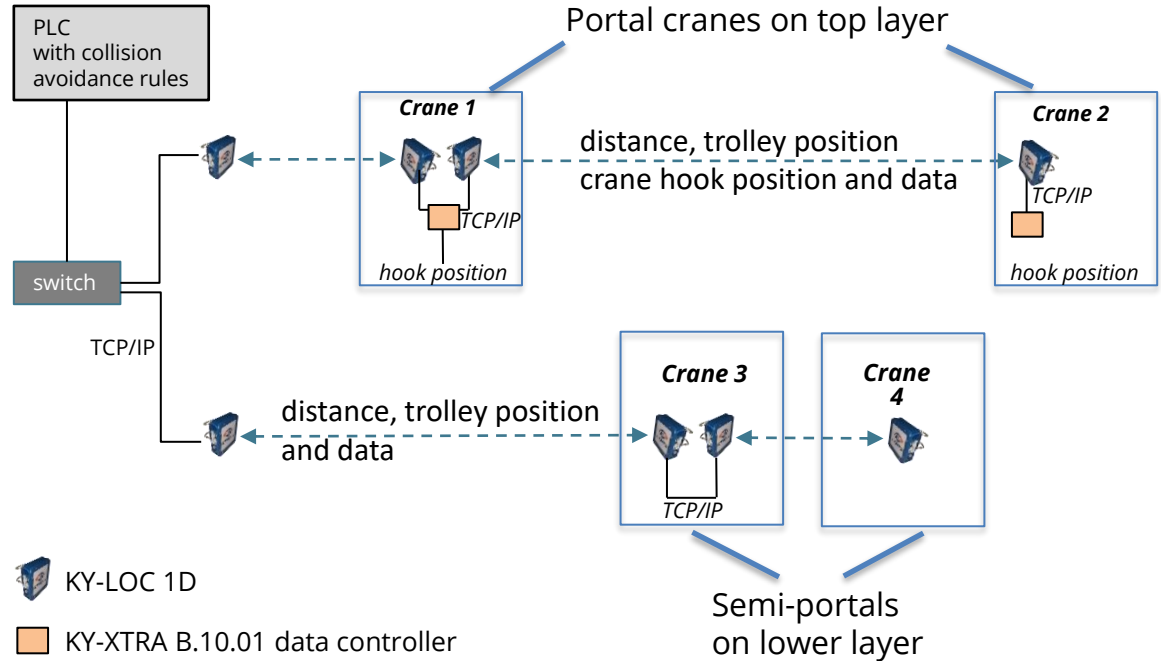 Portal cranes on top layer
PLC
with collision
avoidance rules
Crane 1
Crane 2
distance, trolley position
crane hook position and data
TCP/IP
TCP/IP
hook position
hook position
switch
TCP/IP
Crane 3
Crane
4
distance, trolley position
and data
TCP/IP
KY-LOC 1D
Semi-portals
on lower layer
KY-XTRA B.10.01 data controller